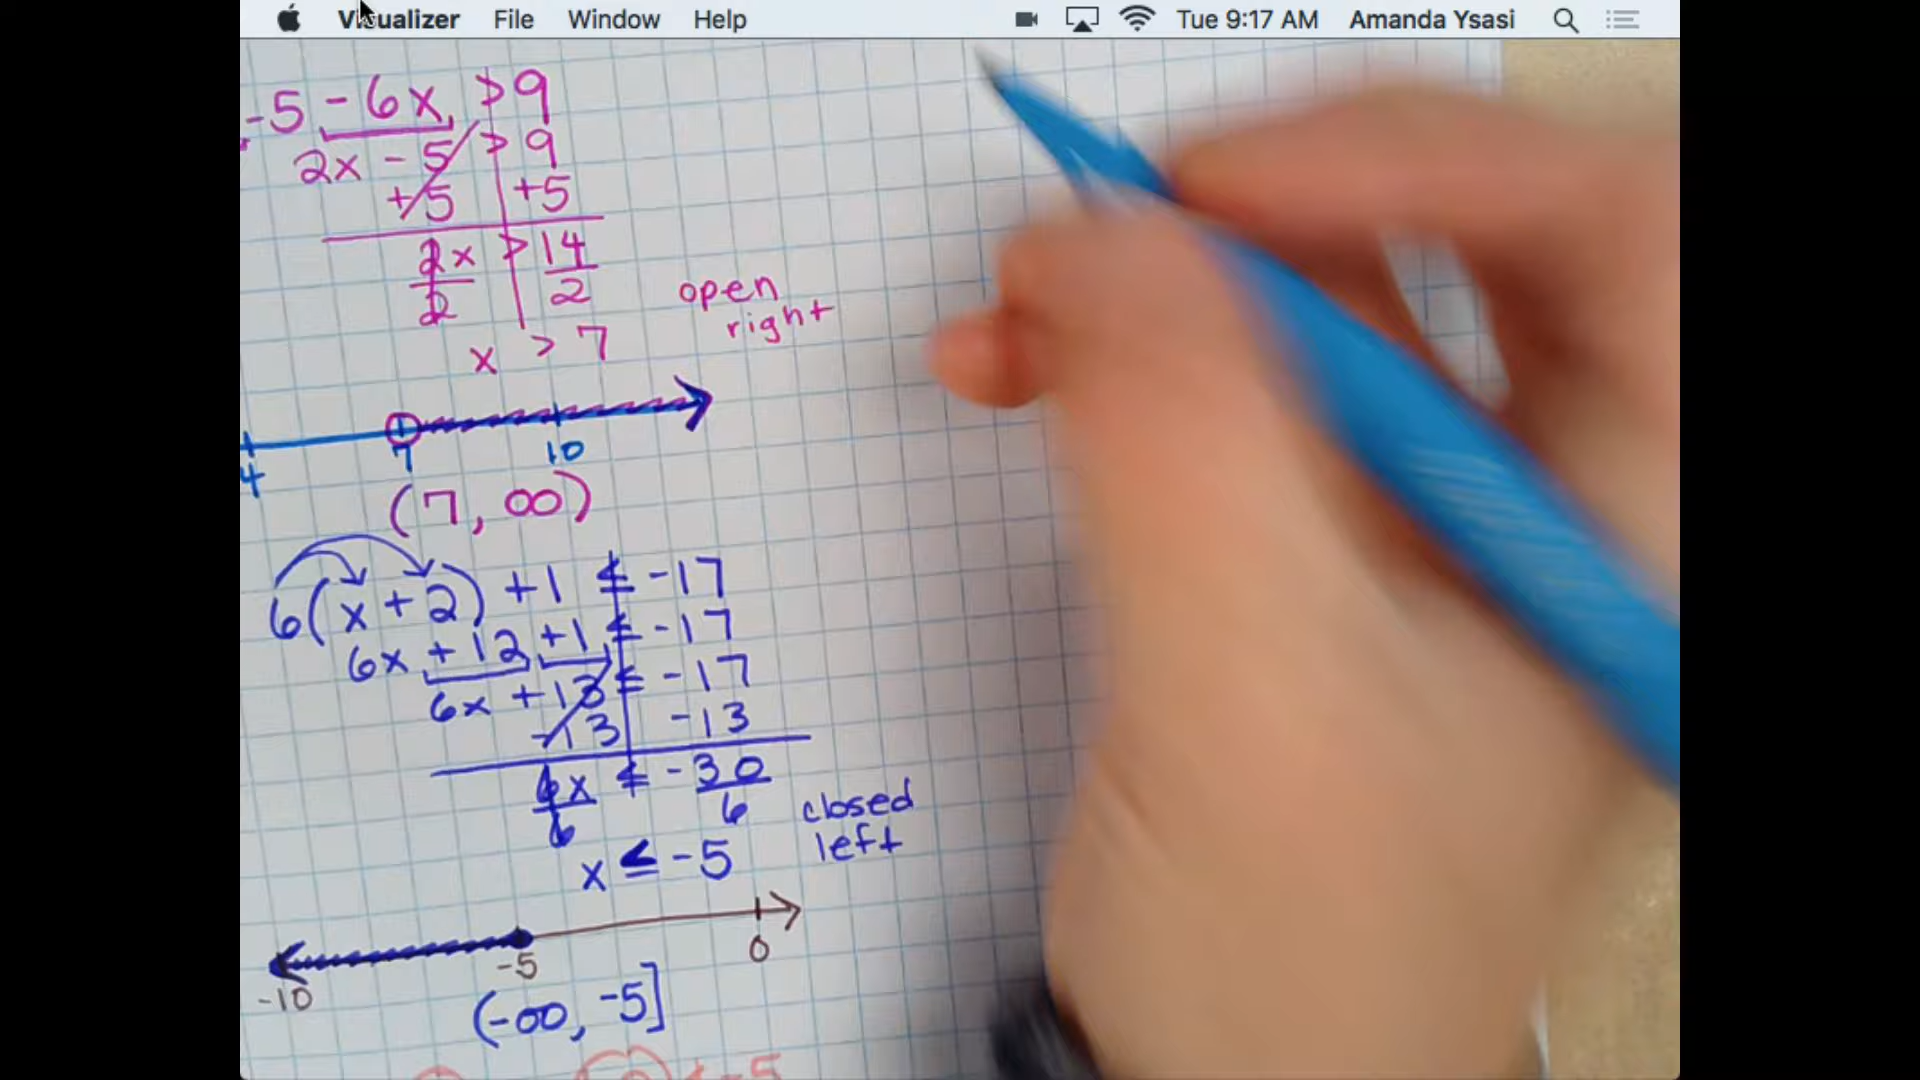 Visualizer File Window Help Tue 9:17 AM Amanda Ysasi
-5 - 6x > 9
2x - 5 > 9
+5 +5
2x > 14
2 2
x > 7
open
right
4 7 10
(7, ∞)
6(x + 2) + 1 ≤ -17
6x + 12 + 1 ≤ -17
6x + 13 ≤ -17
-13 -13
6x ≤ -30
6 6
x ≤ -5
closed
left
-10 -5 0
(-∞, -5]